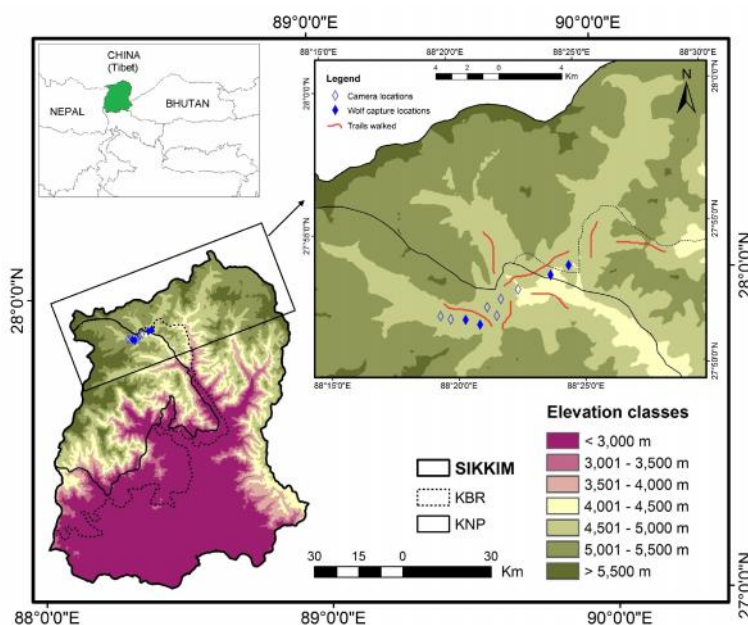 89°0'0"E
90°0'0"E
CHINA
(Tibet)
NEPAL
BHUTAN
88°15'0"E
88°20'0"E
88°25'0"E
88°30'0"E
4 2 0 4
Km
N
Legend
Camera locations
Wolf capture locations
Trails walked
28°0'0"N
28°0'0"N
27°55'0"N
27°55'0"N
28°0'0"N
28°0'0"N
27°50'0"N
88°15'0"E
88°20'0"E
88°25'0"E
SIKKIM
KBR
KNP
30 15 0 30
Km
Elevation classes
< 3,000 m
3,001 - 3,500 m
3,501 - 4,000 m
4,001 - 4,500 m
4,501 - 5,000 m
5,001 - 5,500 m
> 5,500 m
27°0'0"N
88°0'0"E
89°0'0"E
90°0'0"E